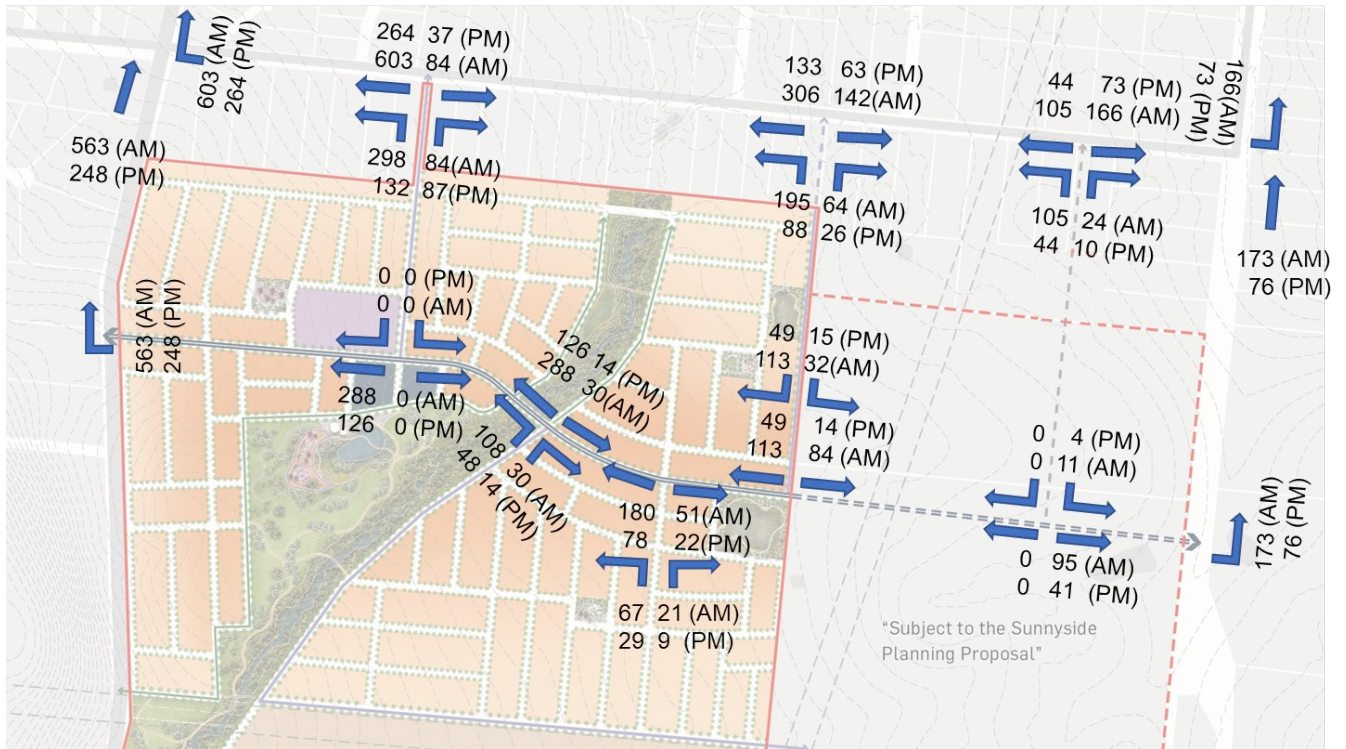 264 37 (PM)
603 84 (AM)
603 (AM)
264 (PM)
133 63 (PM)
306 142(AM)
44 73 (PM)
105 166 (AM)
166(AM)
73 (PM)
563 (AM)
248 (PM)
298 84(AM)
132 87(PM)
195 64 (AM)
88 26 (PM)
105 24 (AM)
44 10 (PM)
173 (AM)
76 (PM)
0 0 (PM)
0 0 (AM)
563 (AM)
248 (PM)
126 14 (PM)
288 30(AM)
49 15 (PM)
113 32(AM)
288 0 (AM)
126 0 (PM)
49 14 (PM)
113 84 (AM)
108 30 (AM)
48 14 (PM)
0 4 (PM)
0 11 (AM)
180 51(AM)
78 22(PM)
173 (AM)
76 (PM)
0 95 (AM)
0 41 (PM)
67 21 (AM)
29 9 (PM)
"Subject to the Sunnyside
Planning Proposal"